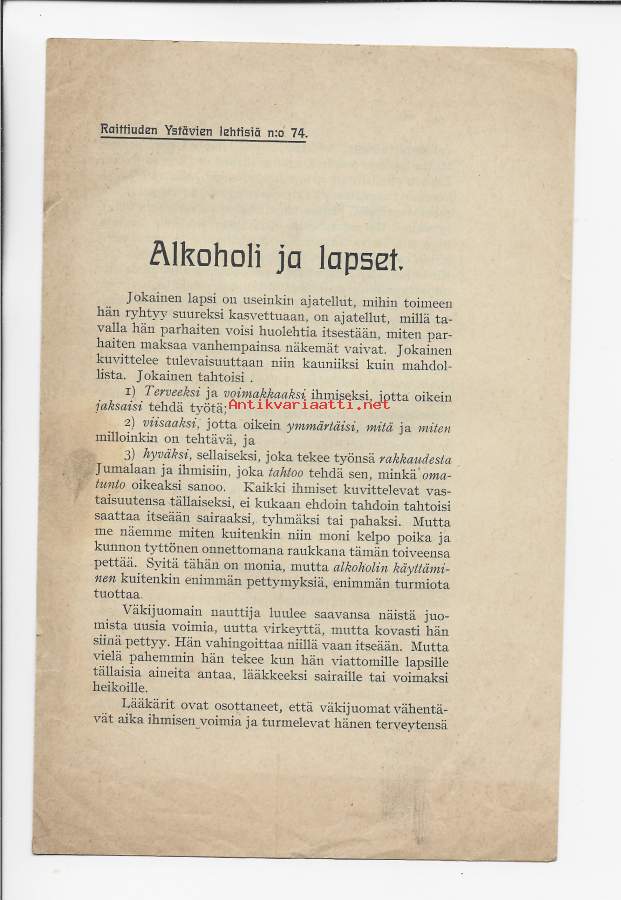 Raittiuden Ystävien lehtisiä n:o 74.
Alkoholi ja lapset.
Jokainen lapsi on useinkin ajatellut, mihin toimeen
hän ryhtyy suureksi kasvettuaan, on ajatellut, millä ta-
valla hän parhaiten voisi huolehtia itsestään, miten par-
haiten maksaa vanhempainsa näkemät vaivat. Jokainen
kuvittelee tulevaisuuttaan niin kauniiksi kuin mahdol-
lista. Jokainen tahtoisi .
1) Terveeksi ja voimakkaaksi ihmiseksi, jotta oikein
jaksaisi tehdä työtä;
Antikvariaatti.net
2) viisaaksi, jotta oikein ymmärtäisi, mitä ja miten
milloinkin on tehtävä, ja
3) hyväksi, sellaiseksi, joka tekee työnsä rakkaudesta
Jumalaan ja ihmisiin, joka tahtoo tehdä sen, minkä oma-
tunto oikeaksi sanoo. Kaikki ihmiset kuvittelevat vas-
taisuutensa tällaiseksi, ei kukaan ehdoin tahdoin tahtoisi
saattaa itseään sairaaksi, tyhmäksi tai pahaksi. Mutta
me näemme miten kuitenkin niin moni kelpo poika ja
kunnon tyttönen onnettomana raukkana tämän toiveensa
pettää. Syitä tähän on monia, mutta alkoholin käyttämi-
nen kuitenkin enimmän pettymyksiä, enimmän turmiota
tuottaa.
Väkijuomain nauttija luulee saavansa näistä juo-
mista uusia voimia, uutta virkeyttä, mutta kovasti hän
siinä pettyy. Hän vahingoittaa niillä vaan itseään. Mutta
vielä pahemmin hän tekee kun hän viattomille lapsille
tällaisia aineita antaa, lääkkeeksi sairaille tai voimaksi
heikoille.
Lääkärit ovat osottaneet, että väkijuomat vähentä-
vät aika ihmisen voimia ja turmelevat hänen terveytensä